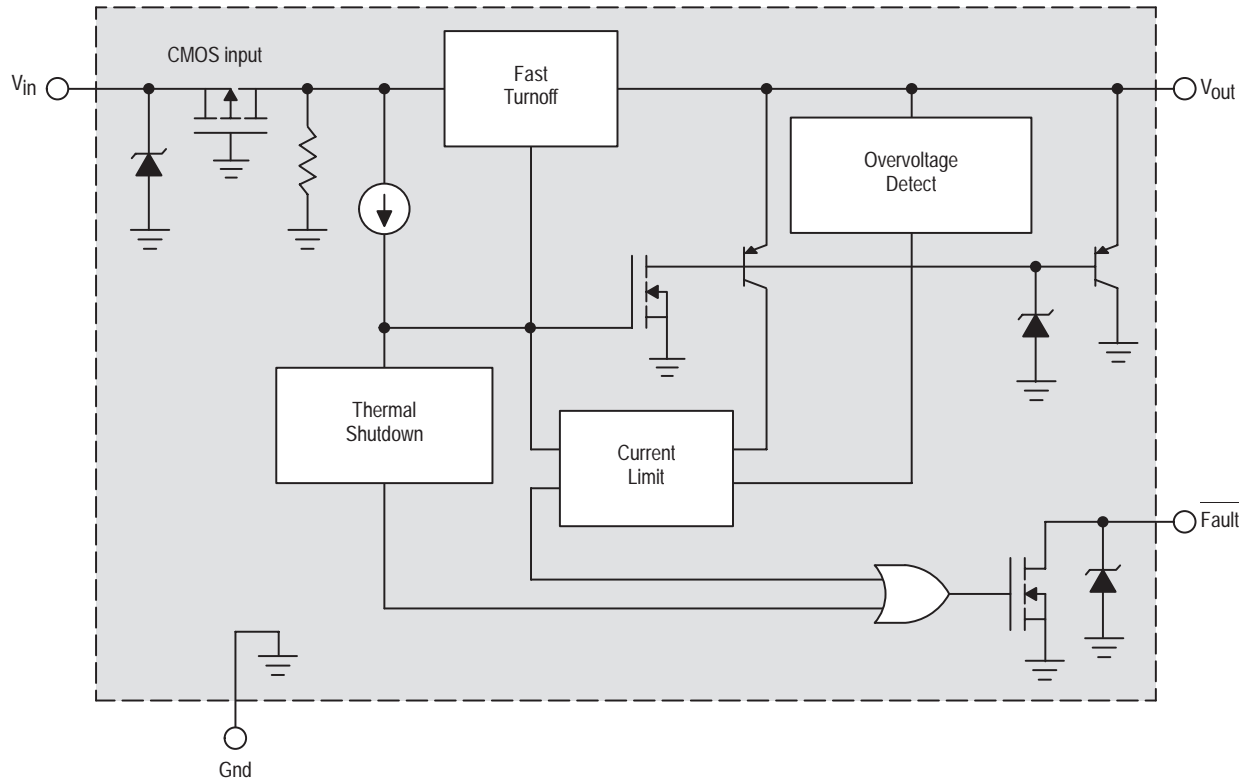 CMOS input
Vin
Fast
Turnoff
Vout
Overvoltage
Detect
Thermal
Shutdown
Current
Limit
Fault
Gnd